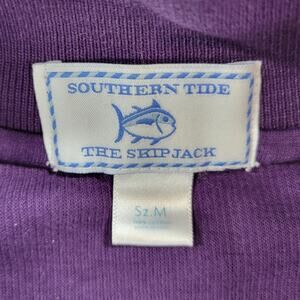 SOUTHERN TIDE
THE SKIPJACK
Sz. M